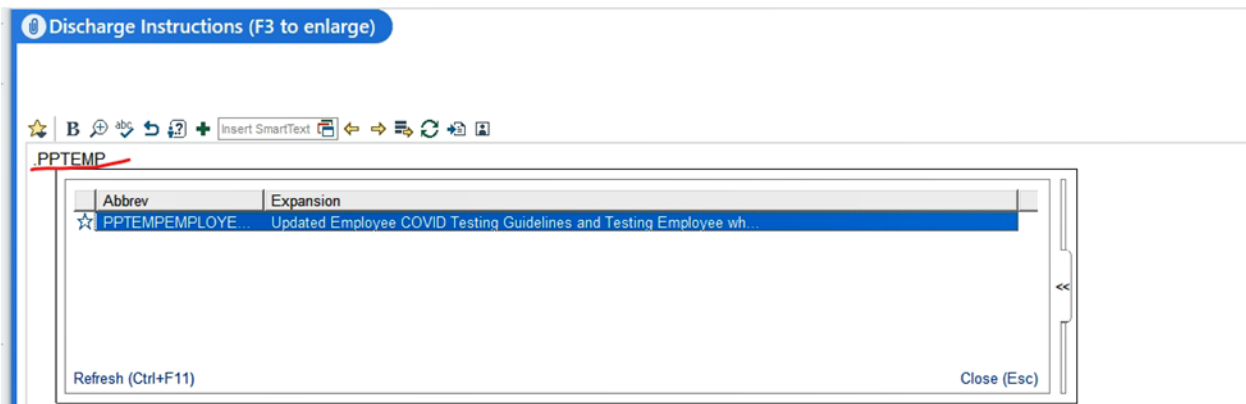 Discharge Instructions (F3 to enlarge)
B abc Insert SmartText
.PPTEMP
Abbrev Expansion
PPTEMPEMPLOYE... Updated Employee COVID Testing Guidelines and Testing Employee wh...
<<
Refresh (Ctrl+F11) Close (Esc)